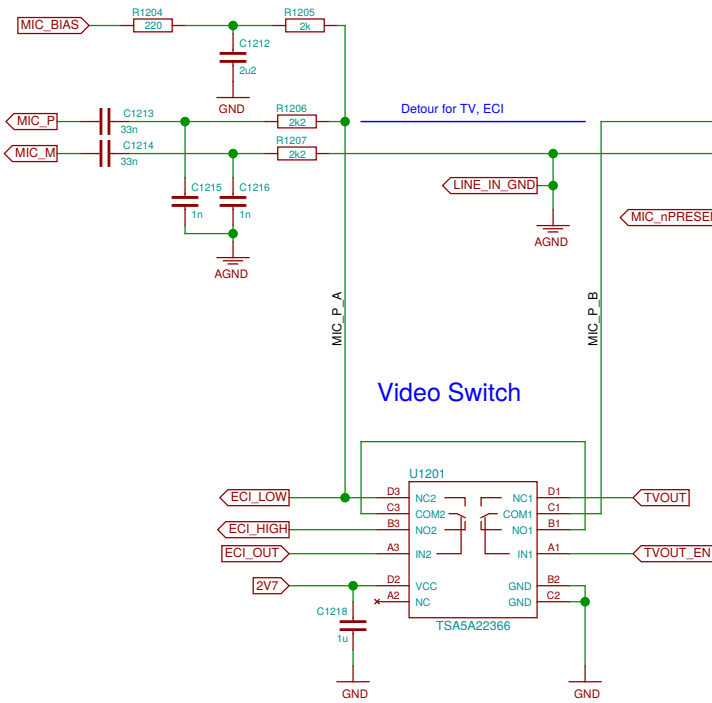 R1204
R1205
MIC_BIAS
220
2k
C1212
2u2
GND
R1206
Detour for TV, ECI
MIC_P
C1213
33n
2k2
R1207
MIC_M
C1214
33n
2k2
C1215
C1216
LINE_IN_GND
1n
1n
MIC_nPRESE
AGND
AGND
MIC_P_A
MIC_P_B
Video Switch
U1201
ECI_LOW
D3
NC2
NC1
D1
TVOUT
C3
COM2
COM1
C1
ECI_HIGH
B3
NO2
NO1
B1
ECI_OUT
A3
IN2
IN1
A1
TVOUT_EN
2V7
D2
VCC
GND
B2
A2
NC
GND
C2
C1218
1u
TSA5A22366
GND
GND